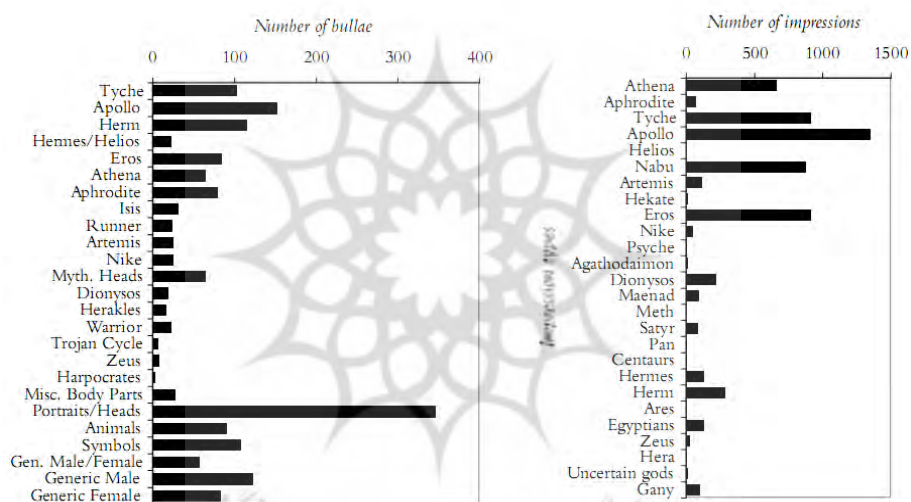 Number of bullae
0 100 200 300 400
Tyche
Apollo
Herm
Hermes/Helios
Eros
Athena
Aphrodite
Isis
Runner
Artemis
Nike
Myth. Heads
Dionysos
Herakles
Warrior
Trojan Cycle
Zeus
Harpocrates
Misc. Body Parts
Portraits/Heads
Animals
Symbols
Gen. Male/Female
Generic Male
Generic Female
Number of impressions
0 500 1000 1500
Athena
Aphrodite
Tyche
Apollo
Helios
Nabu
Artemis
Hekate
Eros
Nike
Psyche
Agathodaimon
Dionysos
Maenad
Meth
Satyr
Pan
Centaurs
Hermes
Herm
Ares
Egyptians
Zeus
Hera
Uncertain gods
Gany